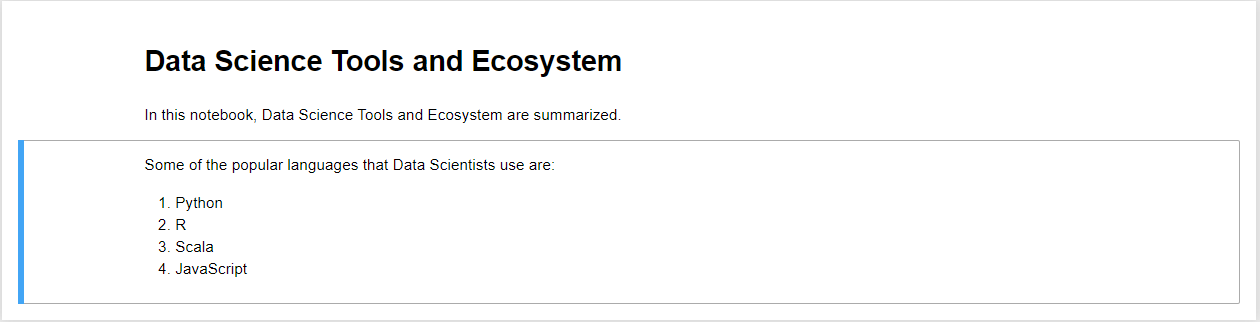 Data Science Tools and Ecosystem
In this notebook, Data Science Tools and Ecosystem are summarized.
Some of the popular languages that Data Scientists use are:
1. Python
2. R
3. Scala
4. JavaScript